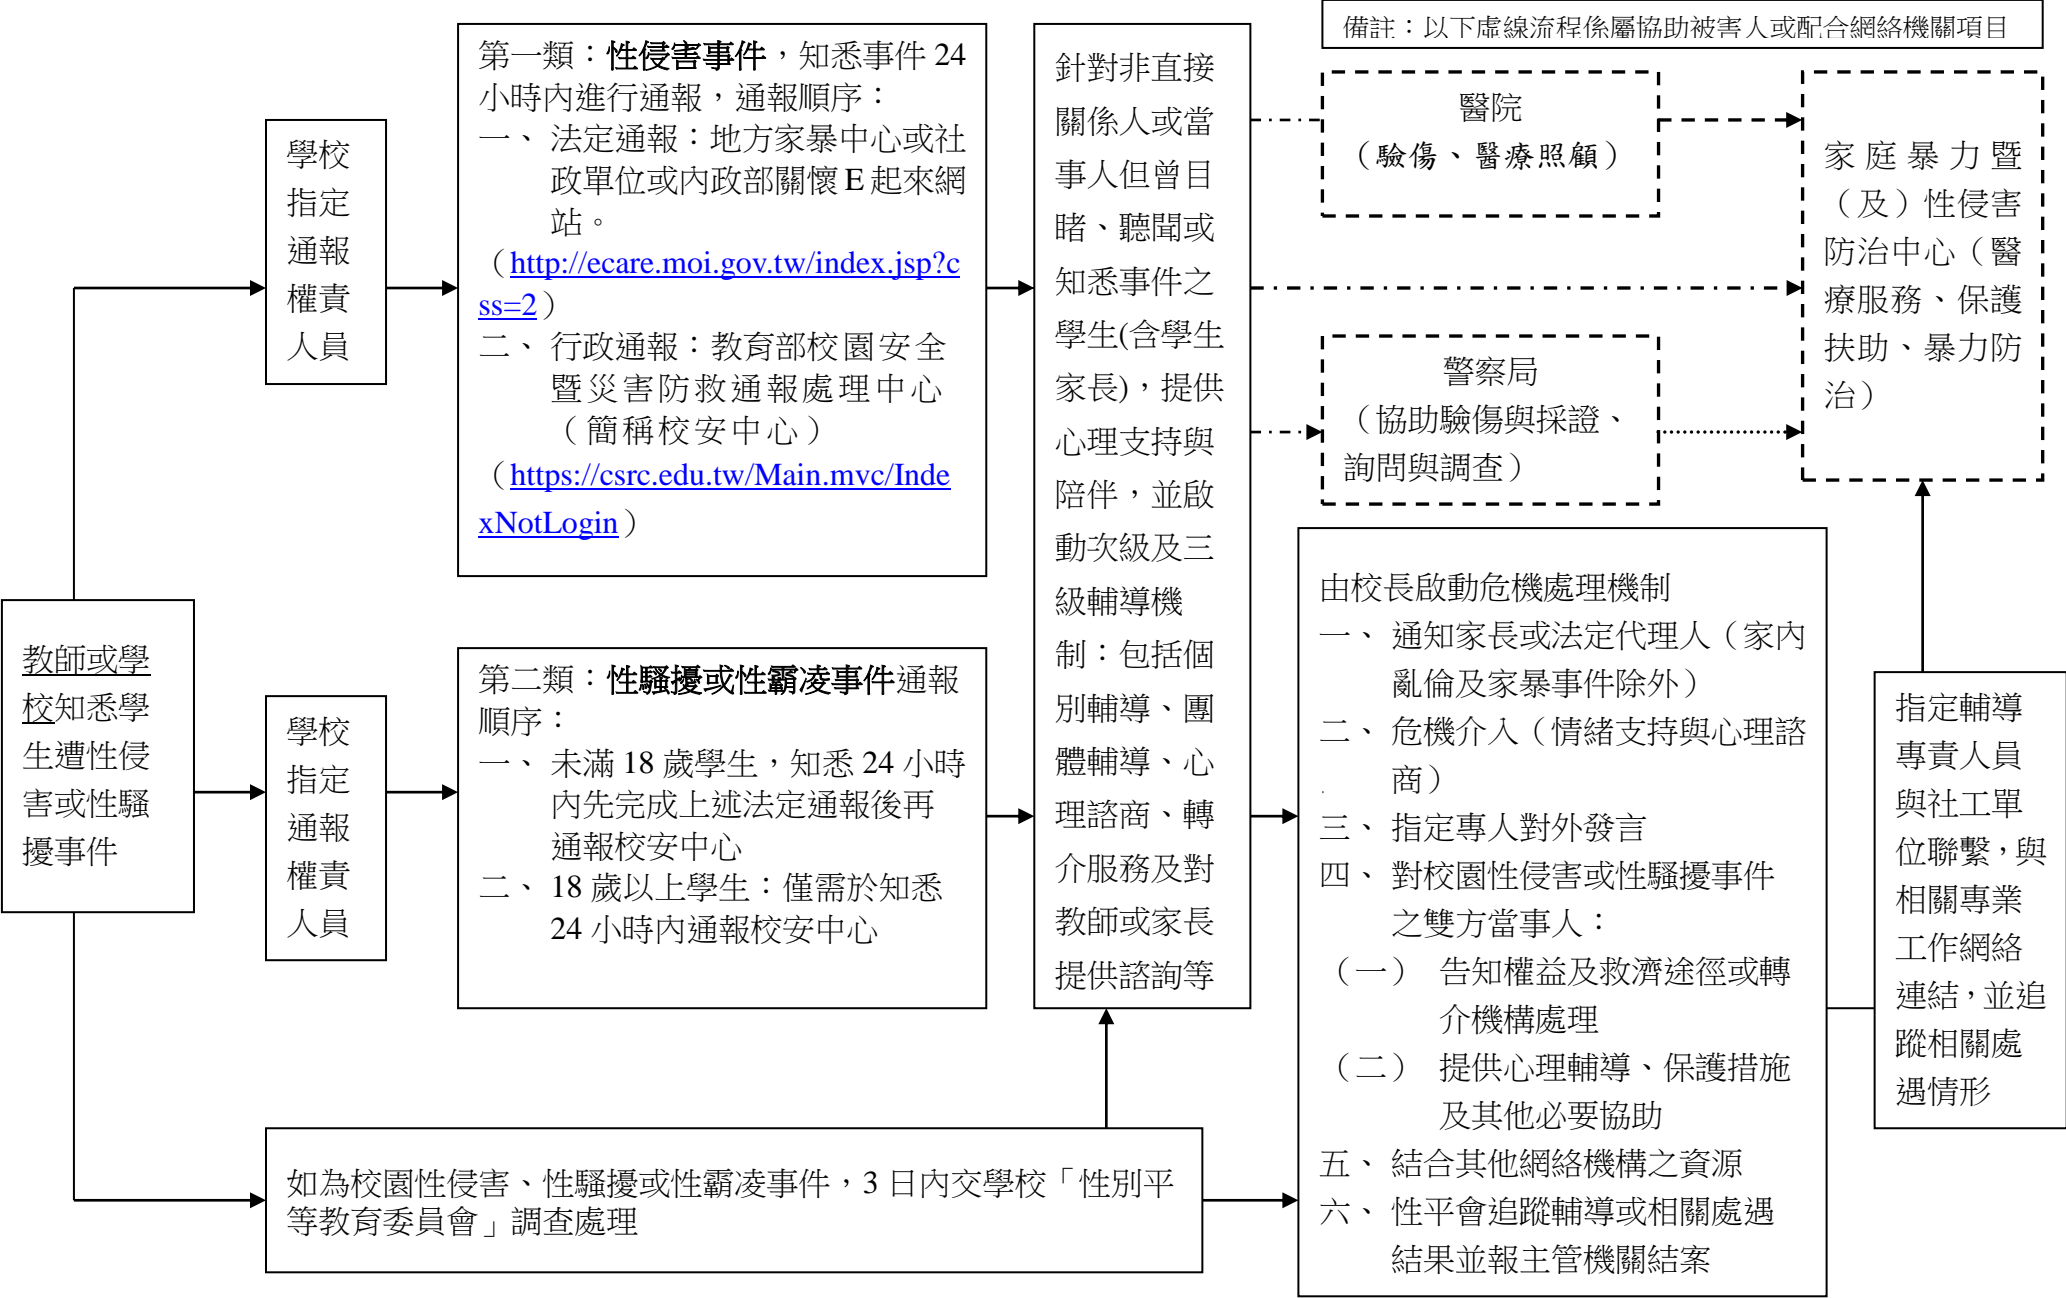 備註：以下虛線流程係屬協助被害人或配合網絡機關項目
教師或學
校知悉學
生遭性侵
害或性騷
擾事件
學校
指定
通報
權責
人員
第一類：性侵害事件，知悉事件 24
小時內進行通報，通報順序：
一、 法定通報：地方家暴中心或社
政單位或內政部關懷 E 起來網
站。
（http://ecare.moi.gov.tw/index.jsp?c
ss=2）
二、 行政通報：教育部校園安全
暨災害防救通報處理中心
（簡稱校安中心）
（https://csrc.edu.tw/Main.mvc/Inde
xNotLogin）
學校
指定
通報
權責
人員
第二類：性騷擾或性霸凌事件通報
順序：
一、 未滿 18 歲學生，知悉 24 小時
內先完成上述法定通報後再
通報校安中心
二、 18 歲以上學生：僅需於知悉
24 小時內通報校安中心
如為校園性侵害、性騷擾或性霸凌事件，3 日內交學校「性別平
等教育委員會」調查處理
針對非直接
關係人或當
事人但曾目
睹、聽聞或
知悉事件之
學生(含學生
家長)，提供
心理支持與
陪伴，並啟
動次級及三
級輔導機
制：包括個
別輔導、團
體輔導、心
理諮商、轉
介服務及對
教師或家長
提供諮詢等
醫院
（驗傷、醫療照顧）
警察局
（協助驗傷與採證、
詢問與調查）
家庭暴力暨
（及）性侵害
防治中心（醫
療服務、保護
扶助、暴力防
治）
由校長啟動危機處理機制
一、 通知家長或法定代理人（家內
亂倫及家暴事件除外）
二、 危機介入（情緒支持與心理諮
商）
三、 指定專人對外發言
四、 對校園性侵害或性騷擾事件
之雙方當事人：
（一） 告知權益及救濟途徑或轉
介機構處理
（二） 提供心理輔導、保護措施
及其他必要協助
五、 結合其他網絡機構之資源
六、 性平會追蹤輔導或相關處遇
結果並報主管機關結案
指定輔導
專責人員
與社工單
位聯繫，與
相關專業
工作網絡
連結，並追
蹤相關處
遇情形